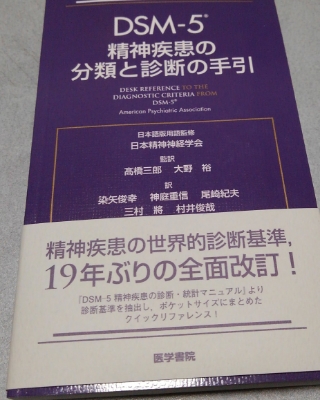 DSM-5®
精神疾患の
分類と診断の手引
DESK REFERENCE TO THE
DIAGNOSTIC CRITERIA FROM
DSM-5®
American Psychiatric Association
日本語版用語監修
日本精神神経学会
監訳
髙橋三郎 大野 裕
訳
染矢俊幸 神庭重信 尾崎紀夫
三村 將 村井俊哉
精神疾患の世界的診断基準,
19年ぶりの全面改訂!
『DSM-5 精神疾患の診断・統計マニュアル』より
診断基準を抽出し,ポケットサイズにまとめた
クイックリファレンス!
医学書院